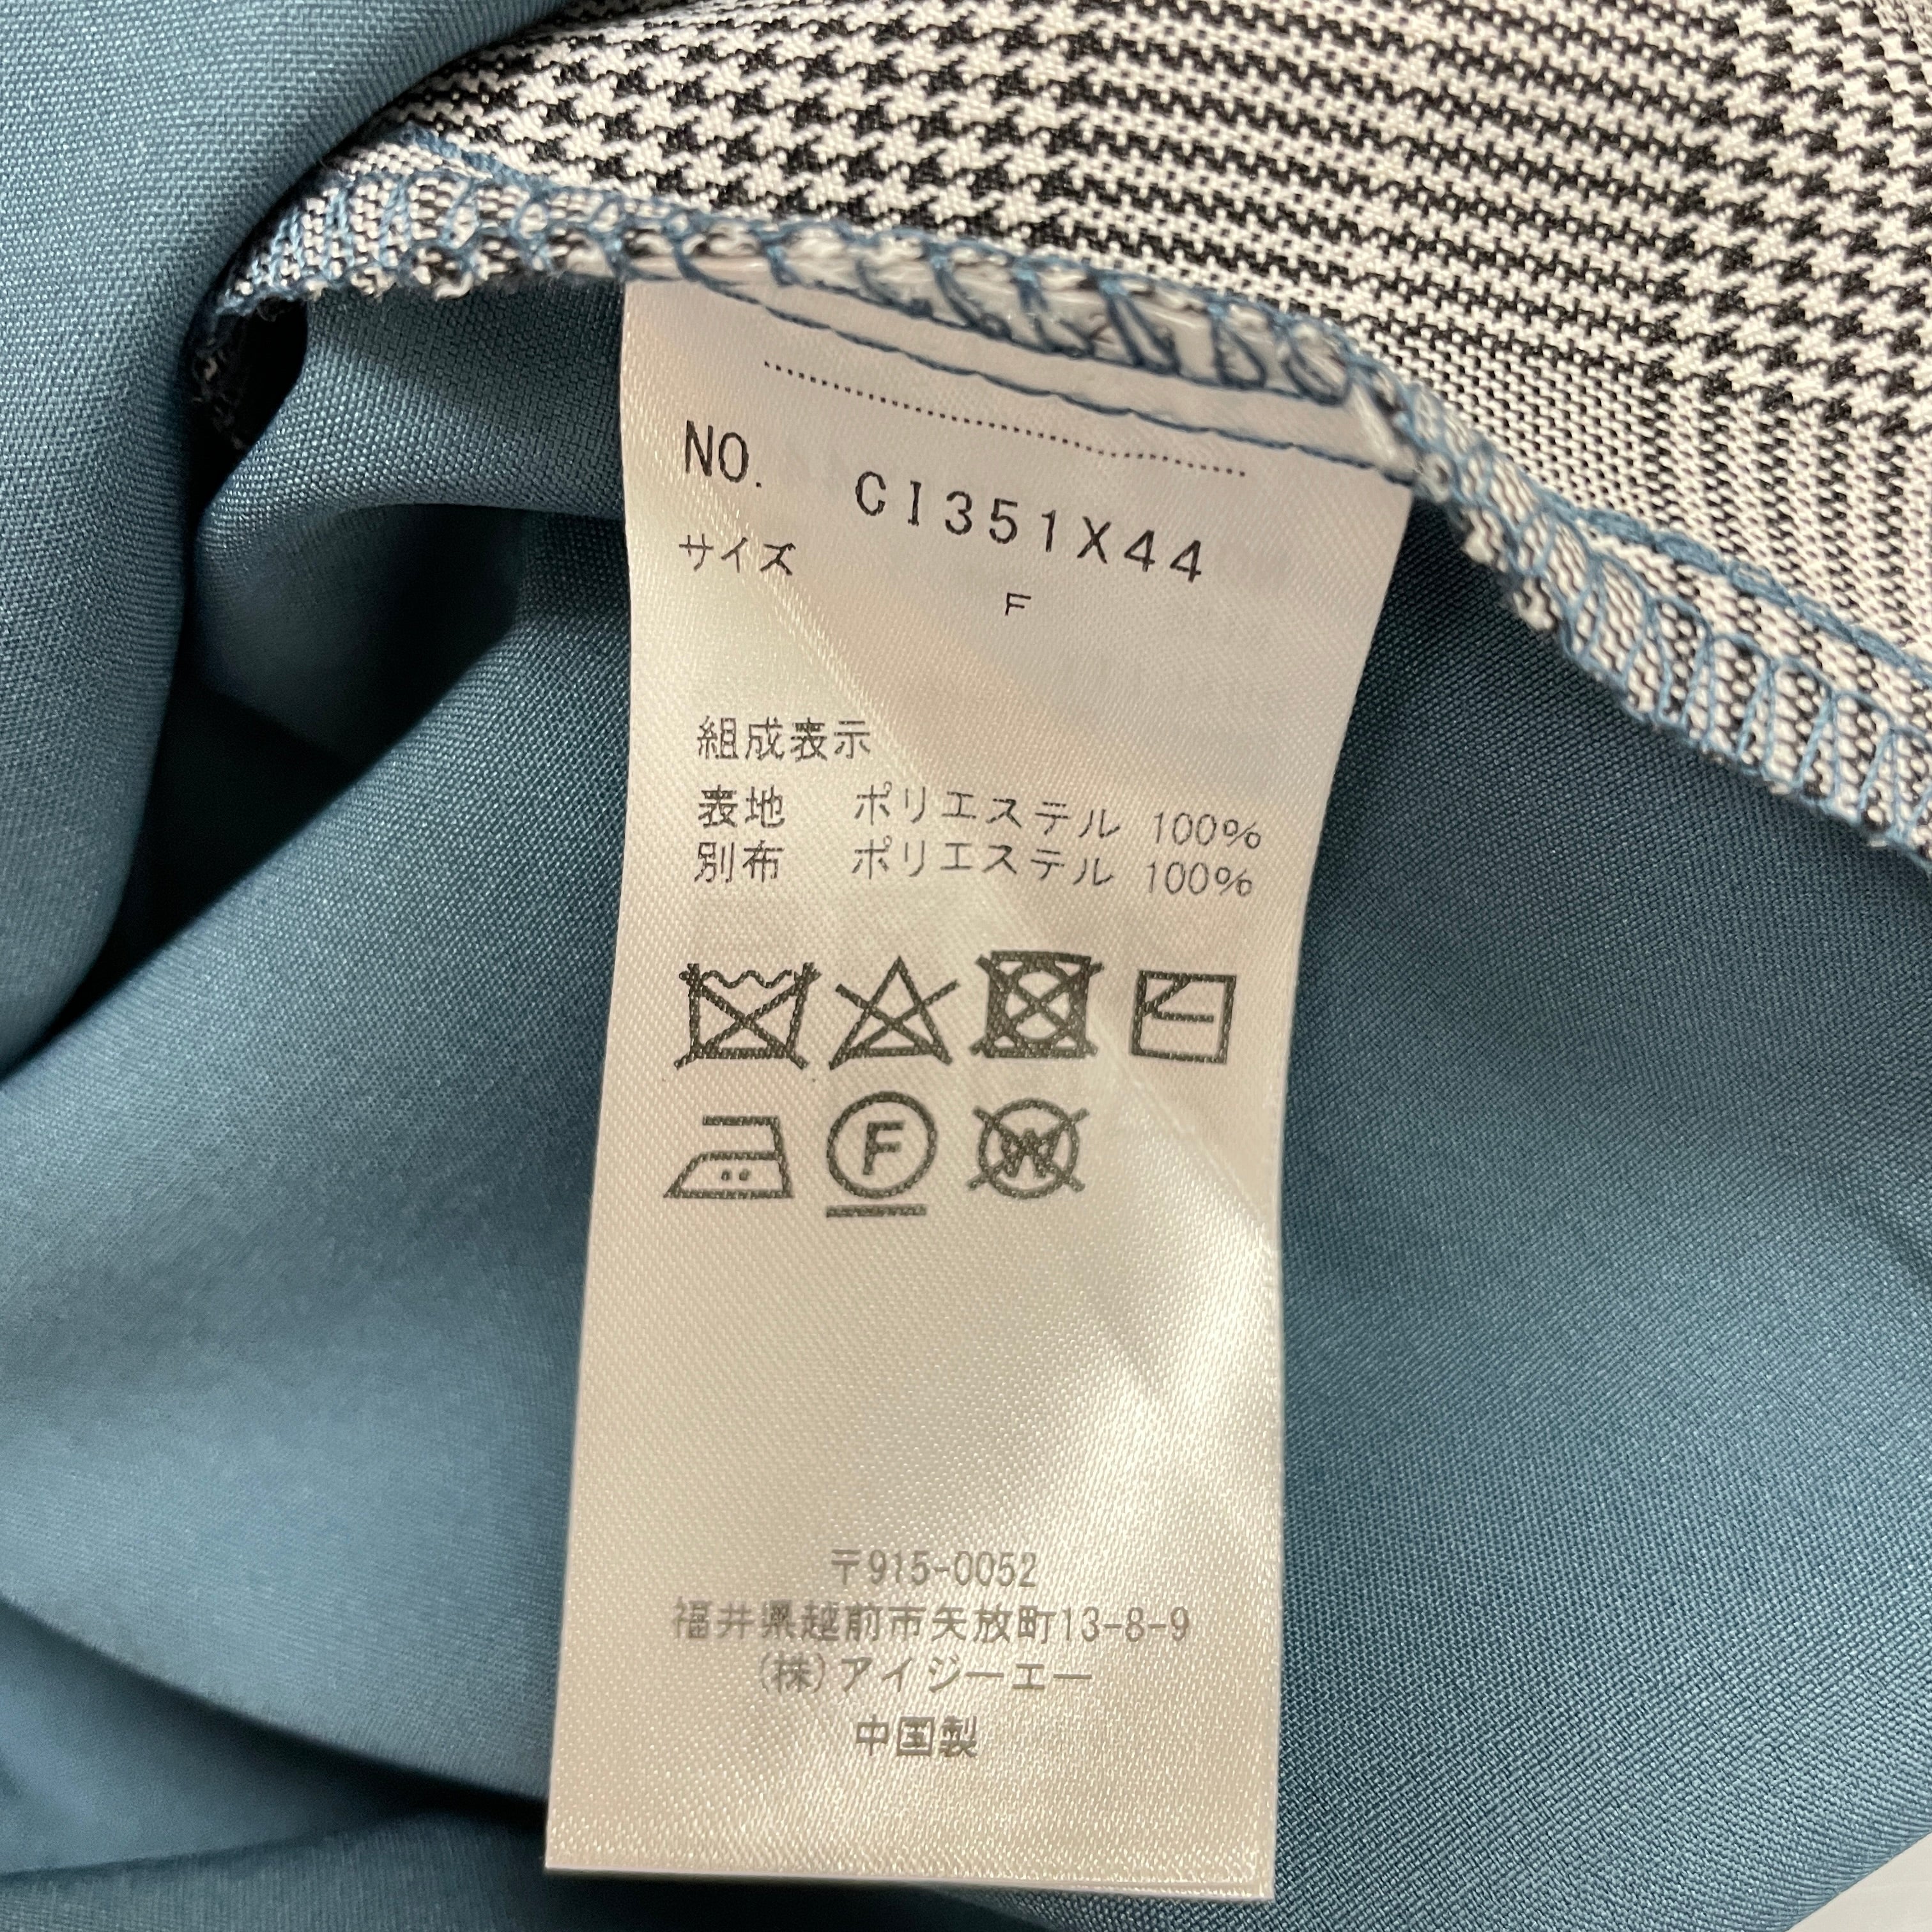 NO. CI351X44
サイズ F
組成表示
表地 ポリエステル 100%
別布 ポリエステル 100%
F W
〒915-0052
福井県越前市矢放町13-8-9
(株)アイジーエー
中国製